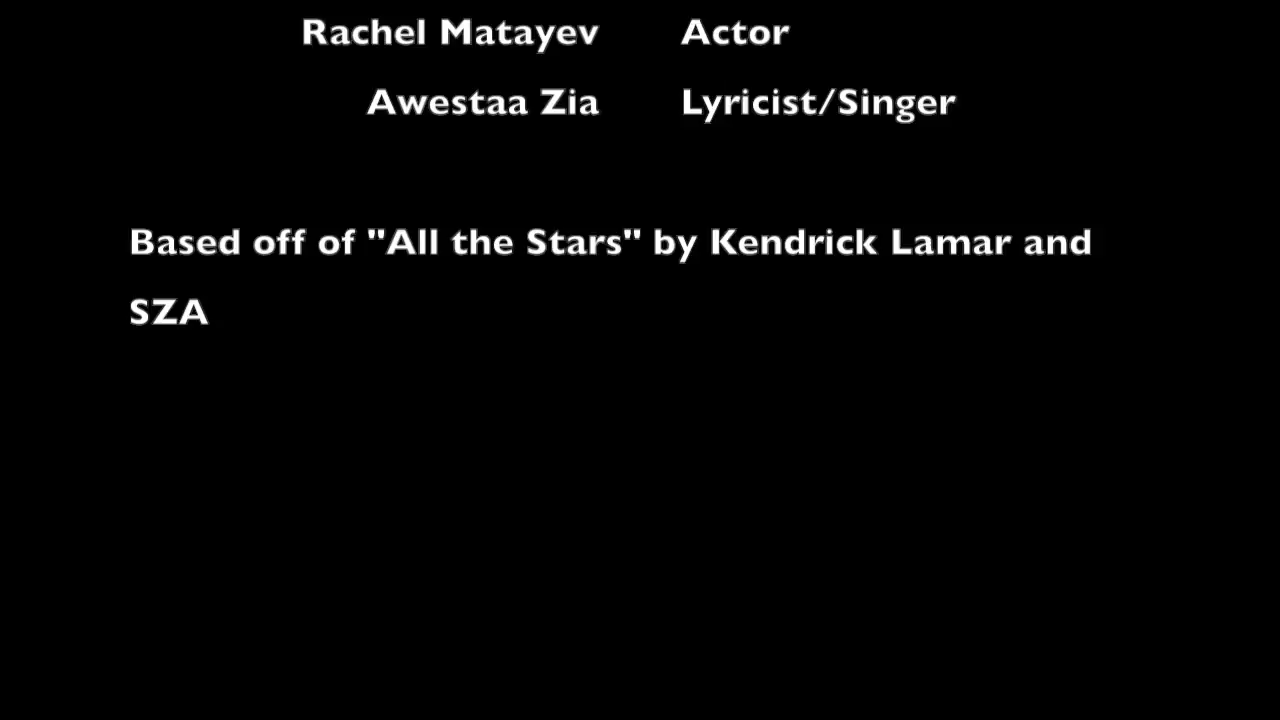 Rachel Matayev Actor
Awestaa Zia Lyricist/Singer
Based off of "All the Stars" by Kendrick Lamar and
SZA